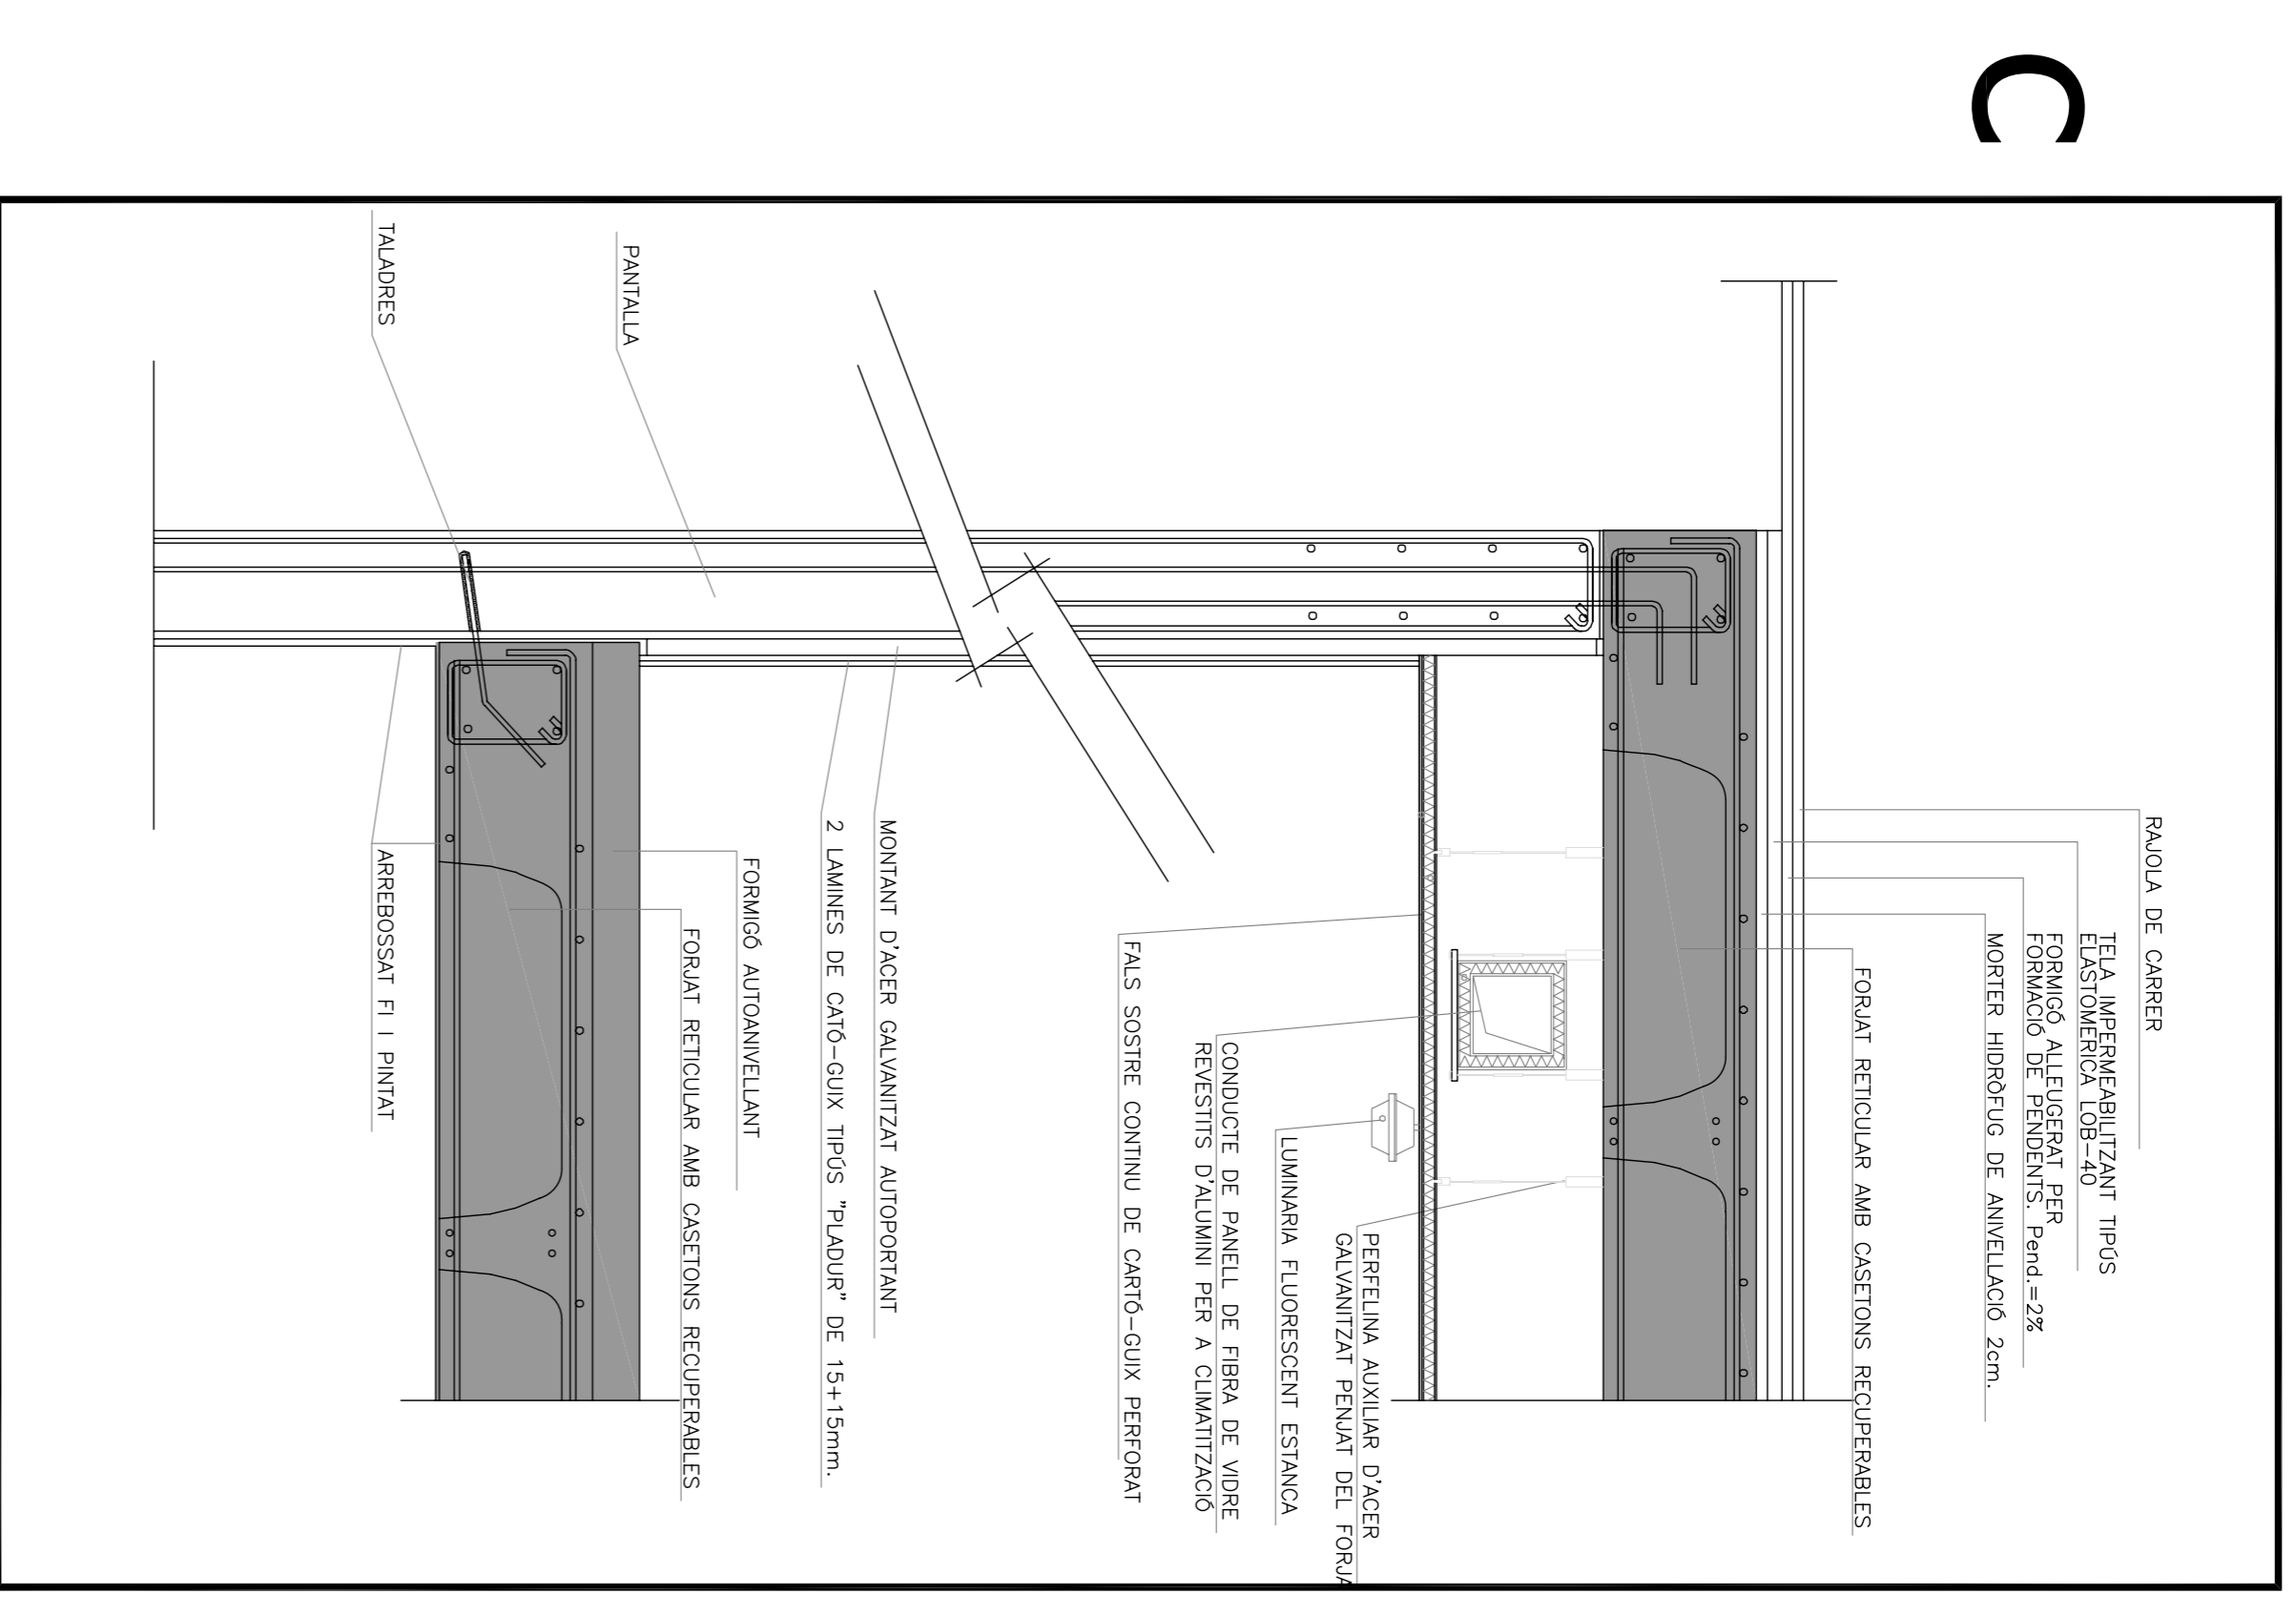 C
RAJOLA DE CARRER
TELA IMPERMEABILITZANT TIPÚS
ELASTOMÈRICA LOB-40
FORMIGÓ ALLEUGERAT PER
FORMACIÓ DE PENDENTS. Pend.=2%
MORTER HIDRÒFUG DE ANIVELLACIÓ 2cm.
FORJAT RETICULAR AMB CASETONS RECUPERABLES
PERFELINA AUXILIAR D'ACER
GALVANITZAT PENJAT DEL FORJA
LUMINARIA FLUORESCENT ESTANCA
CONDUCTE DE PANELL DE FIBRA DE VIDRE
REVESTITS D'ALUMINI PER A CLIMATITZACIÓ
FALS SOSTRE CONTINU DE CARTÓ-GUIX PERFORAT
MONTANT D'ACER GALVANITZAT AUTOPORTANT
2 LAMINES DE CATÓ-GUIX TIPÚS "PLADUR" DE 15+15mm.
FORMIGÓ AUTOANIVELLANT
FORJAT RETICULAR AMB CASETONS RECUPERABLES
PANTALLA
TALADRES
ARREBOSSAT FI I PINTAT